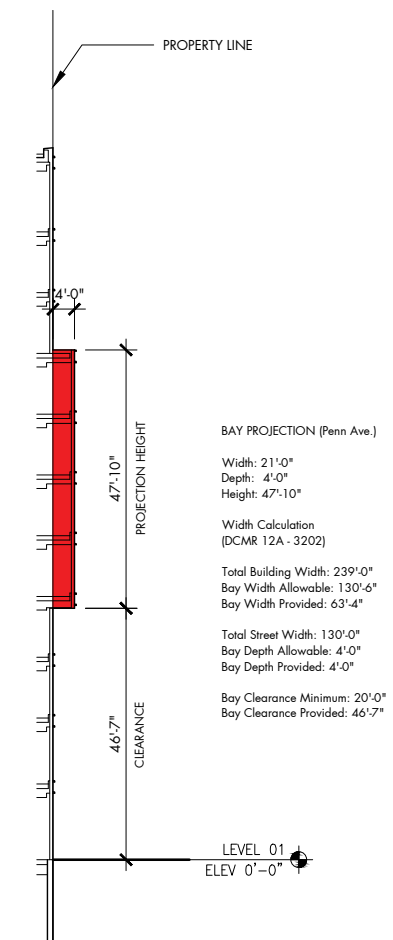 PROPERTY LINE
4'-0"
47'-10"
PROJECTION HEIGHT
BAY PROJECTION (Penn Ave.)
Width: 21'-0"
Depth: 4'-0"
Height: 47'-10"
Width Calculation
(DCMR 12A - 3202)
Total Building Width: 239'-0"
Bay Width Allowable: 130'-6"
Bay Width Provided: 63'-4"
Total Street Width: 130'-0"
Bay Depth Allowable: 4'-0"
Bay Depth Provided: 4'-0"
Bay Clearance Minimum: 20'-0"
Bay Clearance Provided: 46'-7"
46'-7"
CLEARANCE
LEVEL 01
ELEV 0'-0"